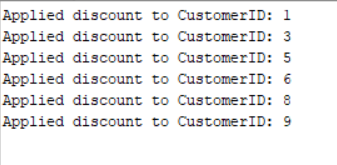 Applied discount to CustomerID: 1
Applied discount to CustomerID: 3
Applied discount to CustomerID: 5
Applied discount to CustomerID: 6
Applied discount to CustomerID: 8
Applied discount to CustomerID: 9